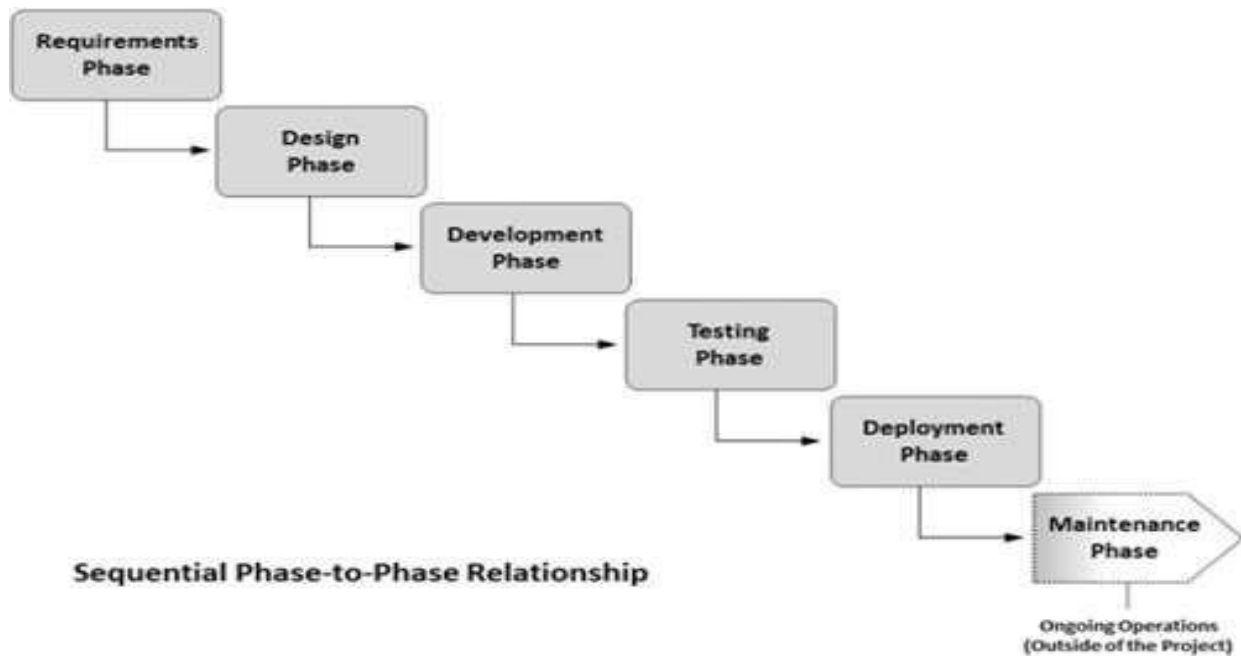 Requirements
Phase
Design
Phase
Development
Phase
Testing
Phase
Deployment
Phase
Maintenance
Phase
Sequential Phase-to-Phase Relationship
Ongoing Operations
(Outside of the Project)